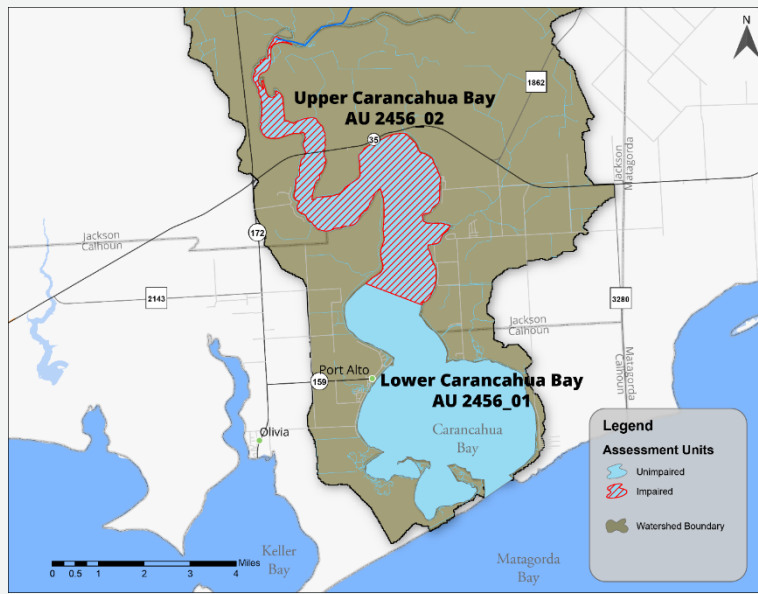 N
1862
Upper Carancahua Bay
AU 2456_02
35
Jackson
Matagorda
Jackson
Calhoun
172
2143
3280
Jackson
Calhoun
Matagorda
Calhoun
Port Alto
159
Lower Carancahua Bay
AU 2456_01
Carancahua
Bay
Olivia
Keller
Bay
Matagorda
Bay
Miles
0 0.5 1 2 3 4
Legend
Assessment Units
Unimpaired
Impaired
Watershed Boundary